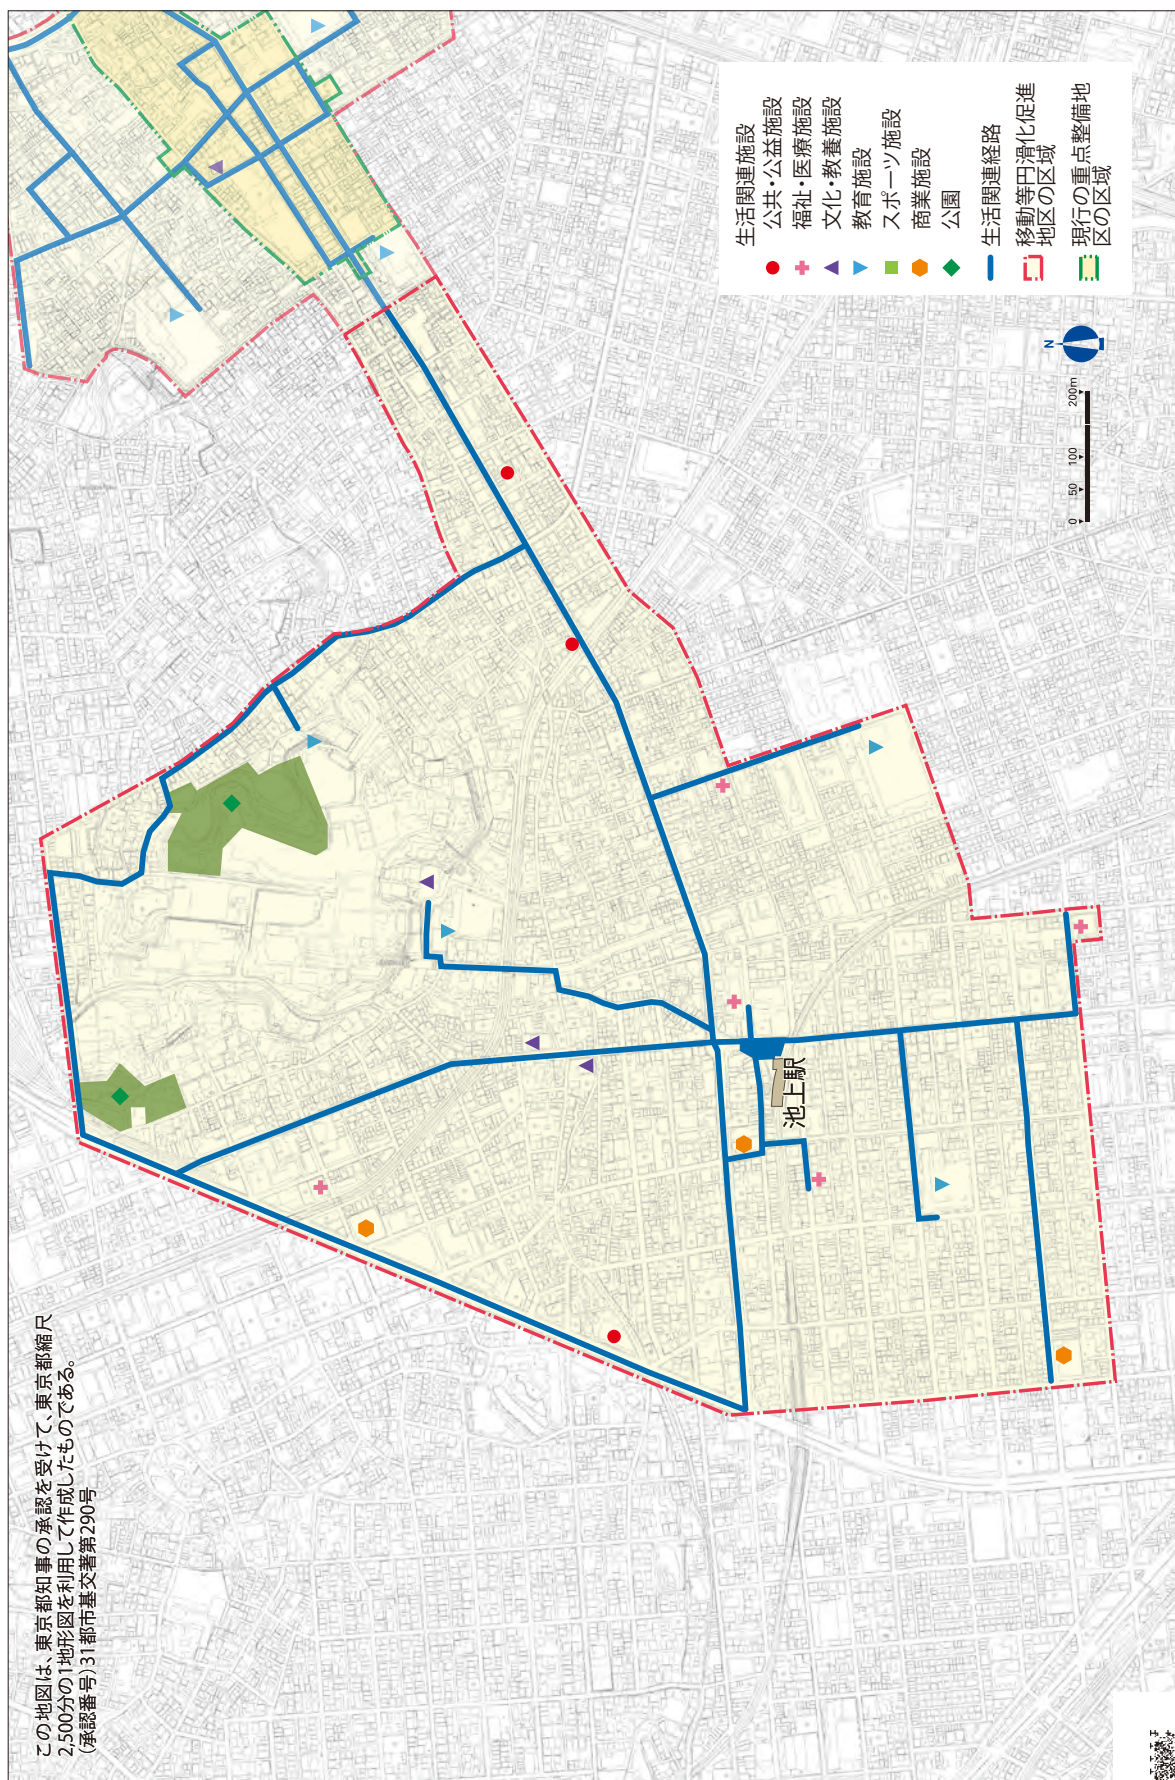 この地図は、東京都知事の承認を受けて、東京都縮尺
2,500分の1地形図を利用して作成したものである。
（承認番号）31都市基交著第290号
池上駅
生活関連施設
公共・公益施設
福祉・医療施設
文化・教養施設
教育施設
スポーツ施設
商業施設
公園
生活関連経路
移動等円滑化促進
地区の区域
現行の重点整備地
区の区域
N
0 50 100 200m